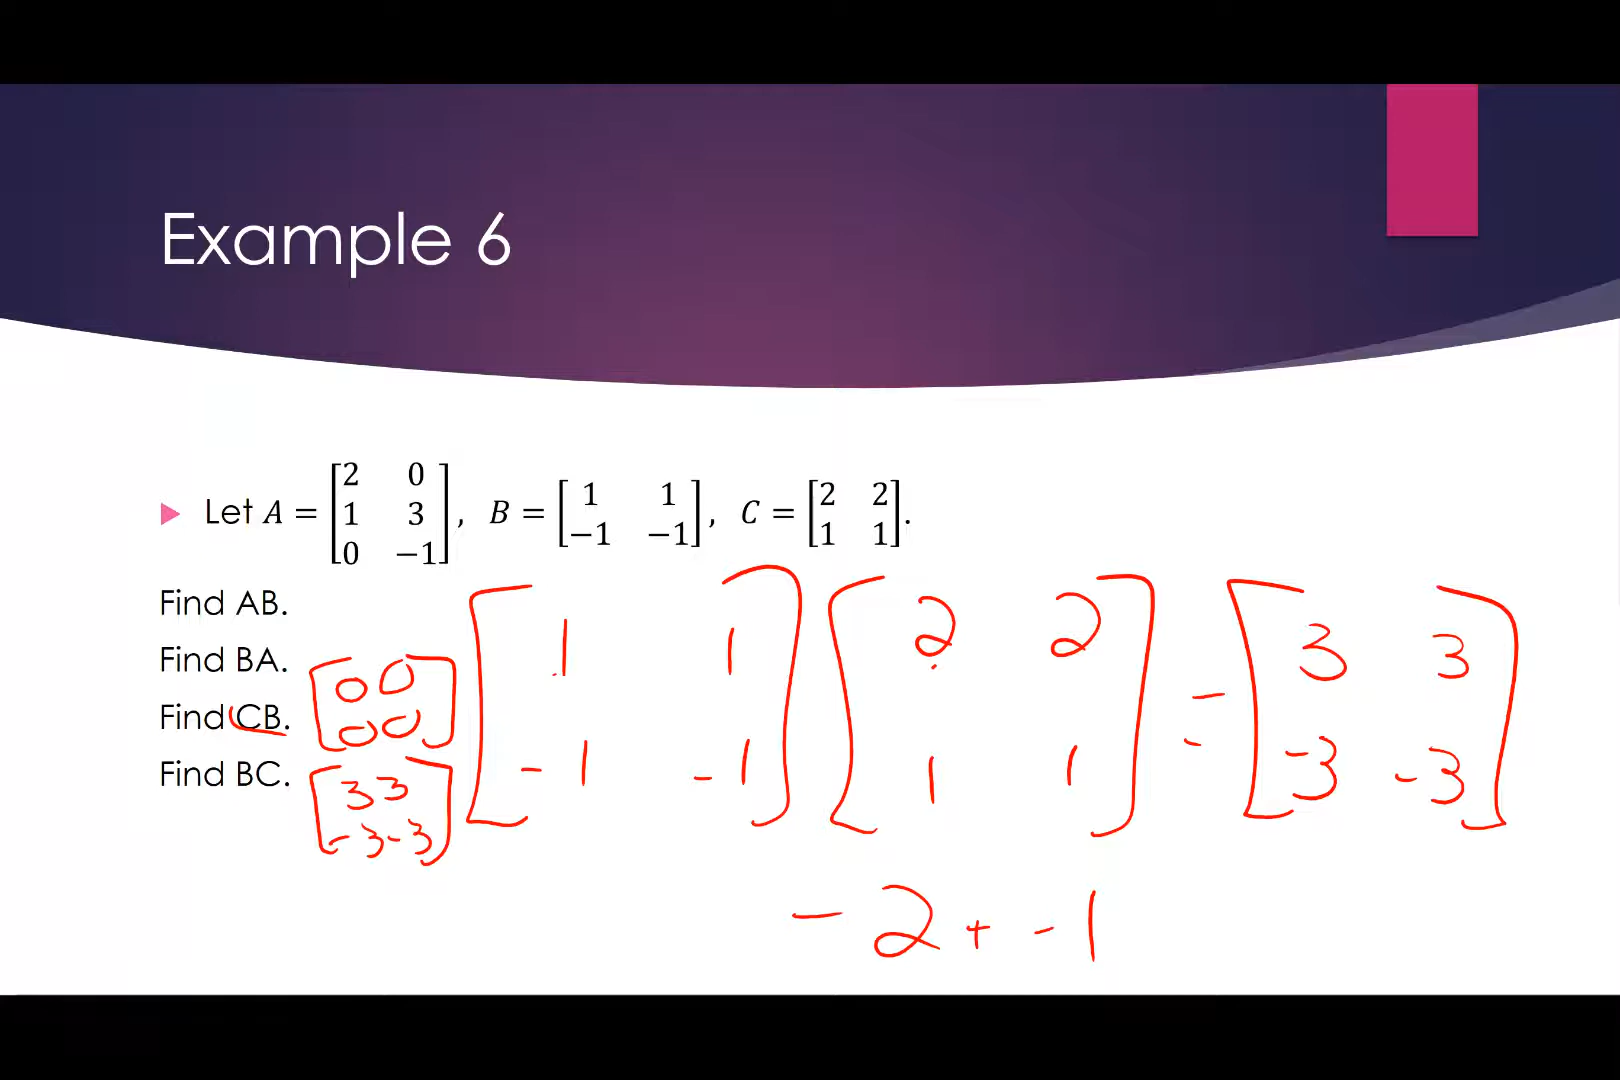 Example 6
Let A = [2 0; 1 3; 0 −1], B = [1 1; −1 −1], C = [2 2; 1 1].
Find AB.
Find BA.
Find CB. [0 0; 0 0]
Find BC. [3 3; -3 -3]
[1 1; -1 -1] [2 2; 1 1] = [3 3; -3 -3]
-2 + -1